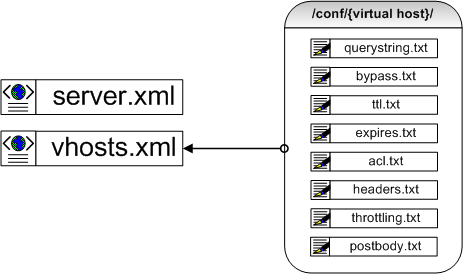 /conf/{virtual host}/
querystring.txt
bypass.txt
ttl.txt
expires.txt
acl.txt
headers.txt
throttling.txt
postbody.txt
server.xml
vhosts.xml